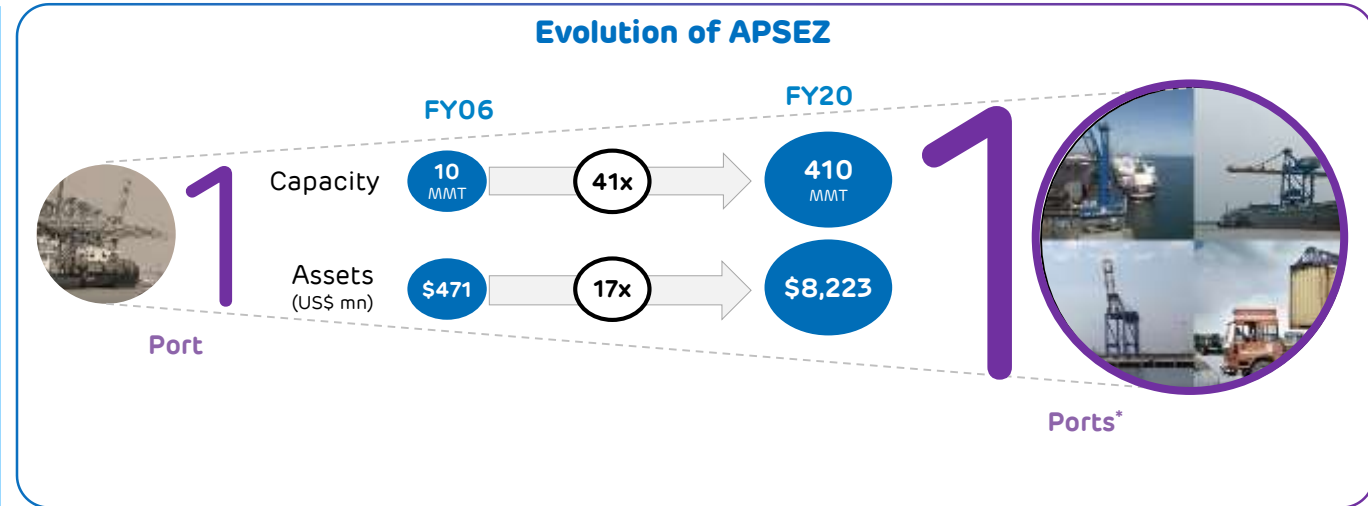 Evolution of APSEZ
FY06
FY20
1
Port
Capacity
10
MMT
41x
410
MMT
Assets
(US$ mn)
$471
17x
$8,223
1
Ports*